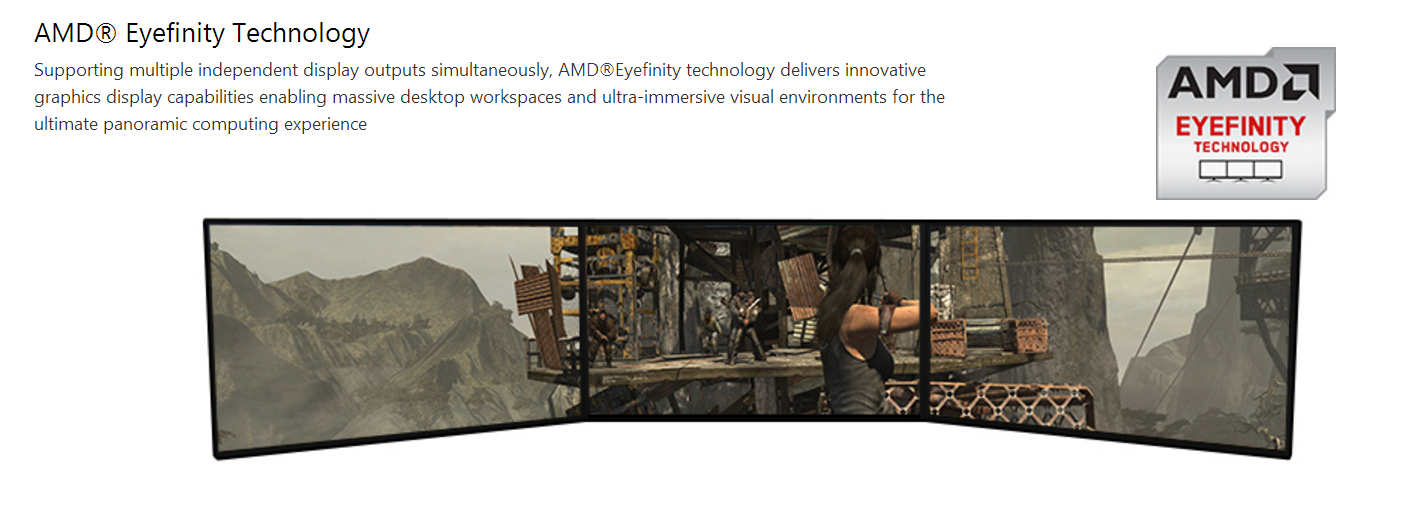 AMD® Eyefinity Technology
Supporting multiple independent display outputs simultaneously, AMD®Eyefinity technology delivers innovative
graphics display capabilities enabling massive desktop workspaces and ultra-immersive visual environments for the
ultimate panoramic computing experience
AMD
EYEFINITY
TECHNOLOGY